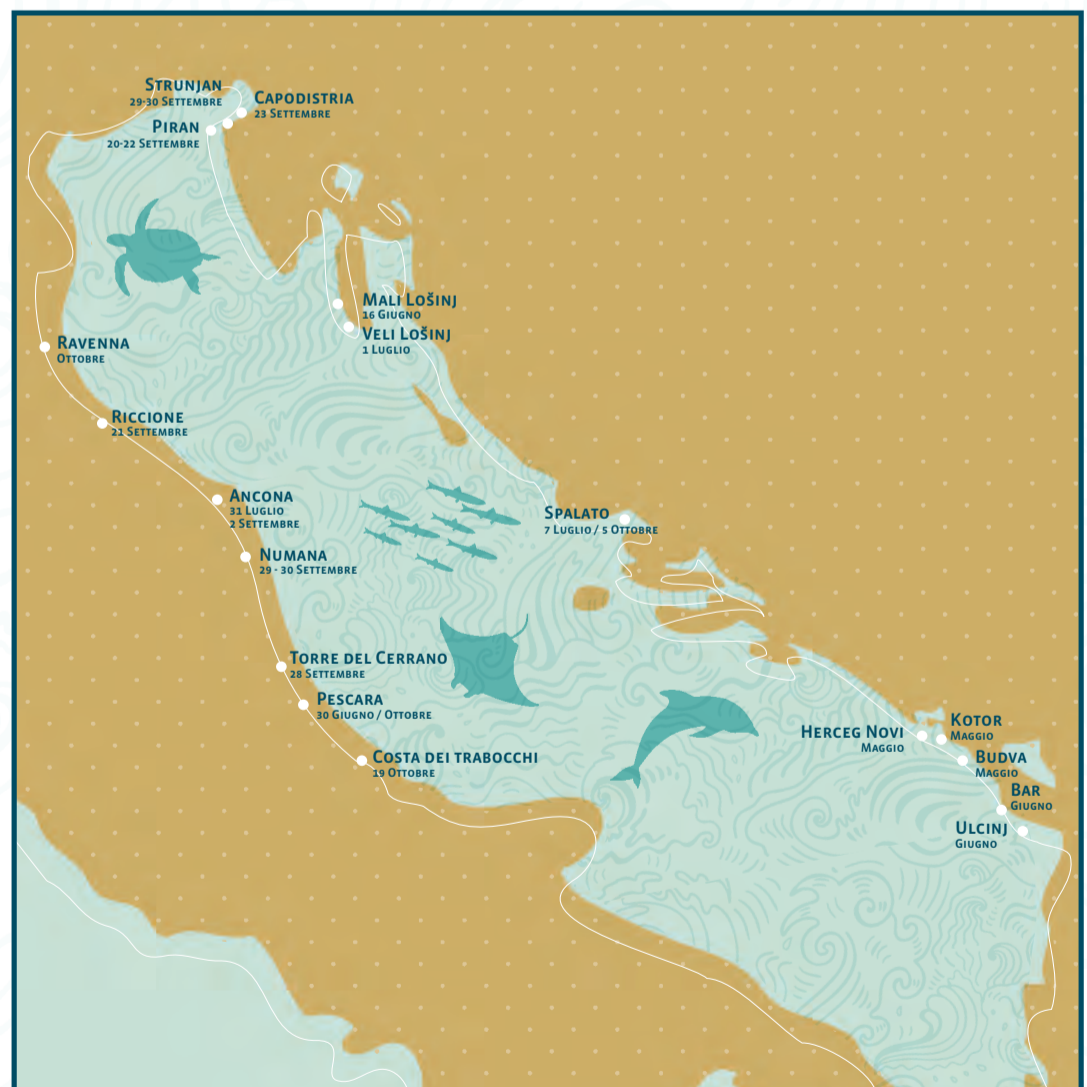 Strunjan
29-30 Settembre
Capodistria
23 Settembre
Piran
20-22 Settembre
Mali Lošinj
16 Giugno
Veli Lošinj
1 Luglio
Ravenna
Ottobre
Riccione
21 Settembre
Ancona
31 Luglio
2 Settembre
Spalato
7 Luglio / 5 Ottobre
Numana
29 - 30 Settembre
Torre del Cerrano
28 Settembre
Pescara
30 Giugno / Ottobre
Costa dei trabocchi
19 Ottobre
Herceg Novi
Maggio
Kotor
Maggio
Budva
Maggio
Bar
Giugno
Ulcinj
Giugno